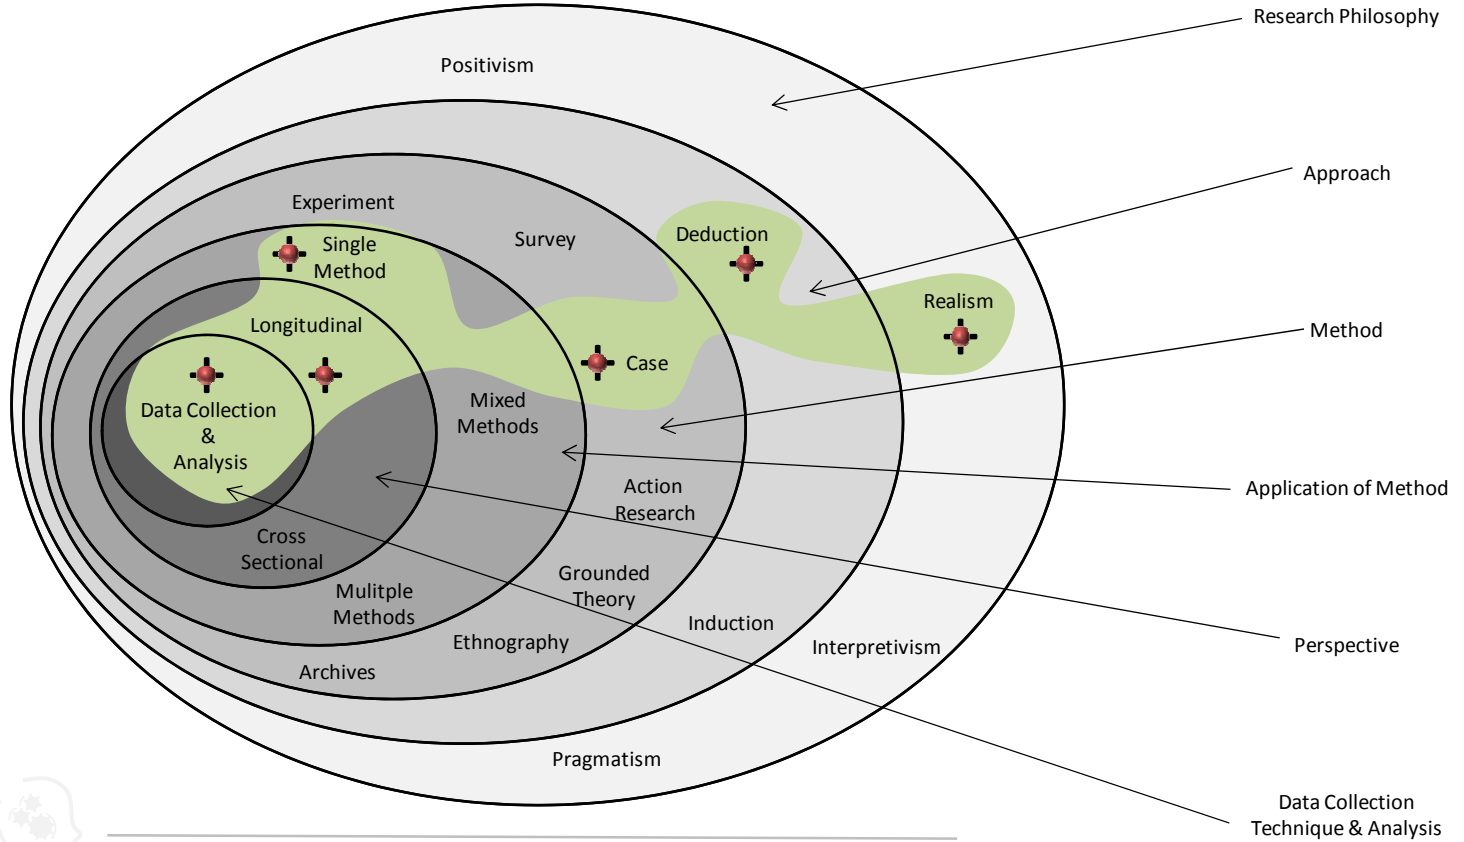 Research Philosophy
Positivism
Approach
Experiment
Survey
Deduction
Single
Method
Realism
Longitudinal
Method
Case
Data Collection
&
Analysis
Mixed
Methods
Application of Method
Action
Research
Cross
Sectional
Grounded
Theory
Mulitple
Methods
Induction
Ethnography
Interpretivism
Perspective
Archives
Pragmatism
Data Collection
Technique & Analysis